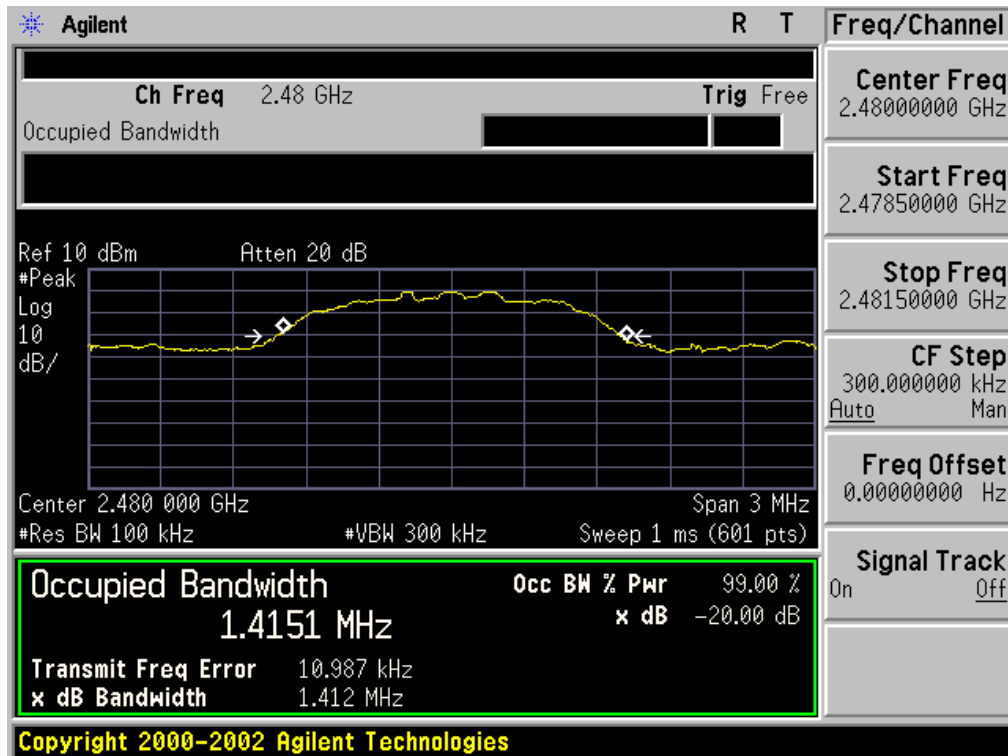 Agilent R T Freq/Channel
Ch Freq 2.48 GHz Trig Free
Occupied Bandwidth
Center Freq
2.48000000 GHz
Start Freq
2.47850000 GHz
Stop Freq
2.48150000 GHz
CF Step
300.000000 kHz
Auto Man
Freq Offset
0.00000000 Hz
Signal Track
On Off
Ref 10 dBm Atten 20 dB
#Peak
Log
10
dB/
Center 2.480 000 GHz Span 3 MHz
#Res BW 100 kHz #VBW 300 kHz Sweep 1 ms (601 pts)
Occupied Bandwidth
1.4151 MHz
Occ BW % Pwr 99.00 %
x dB -20.00 dB
Transmit Freq Error 10.987 kHz
x dB Bandwidth 1.412 MHz
Copyright 2000-2002 Agilent Technologies